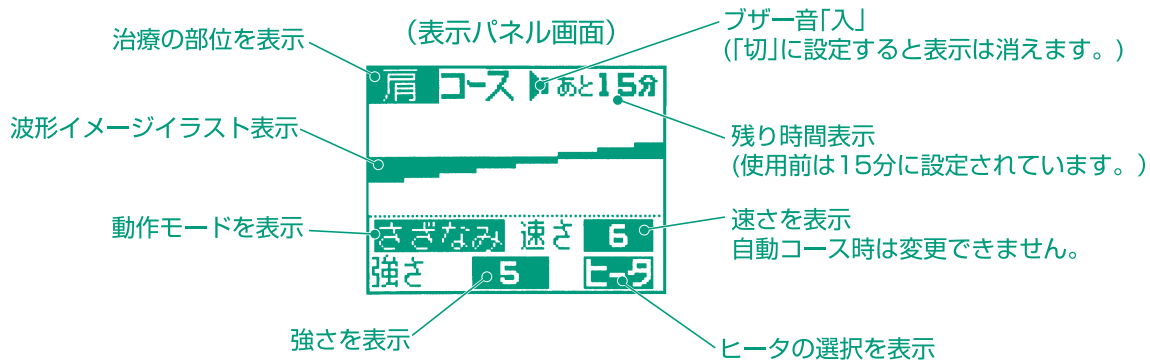 (表示パネル画面)
治療の部位を表示
ブザー音「入」
(「切」に設定すると表示は消えます。)
肩 コース あと15分
波形イメージイラスト表示
残り時間表示
(使用前は15分に設定されています。)
動作モードを表示
さざなみ 速さ 6
速さを表示
自動コース時は変更できません。
強さ 5 ヒータ
強さを表示
ヒータの選択を表示